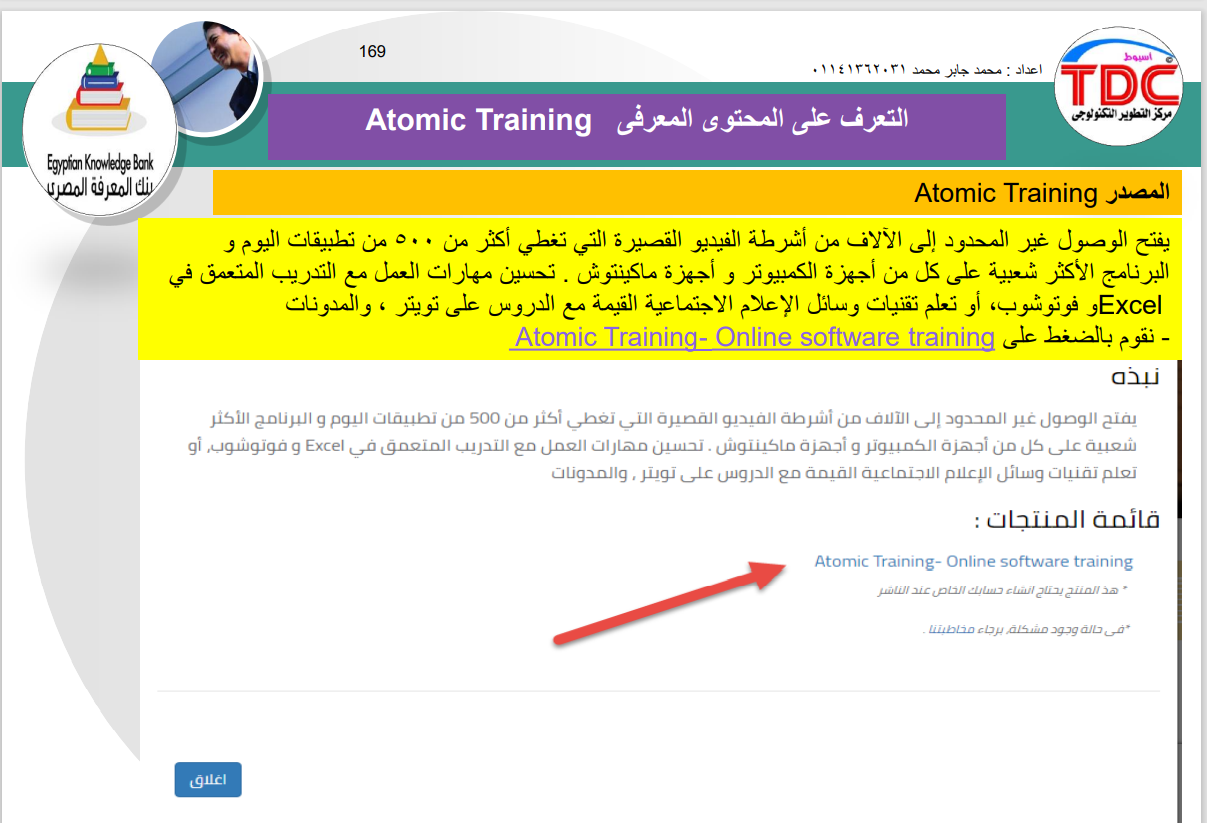 169
اعداد : محمد جابر محمد ٠١١٤١٣٦٢٠٣١
اسيوط
TDC
مركز التطوير التكنولوجى
التعرف على المحتوى المعرفى Atomic Training
Egyptian Knowledge Bank
بنك المعرفة المصري
المصدر Atomic Training
يفتح الوصول غير المحدود إلى الآلاف من أشرطة الفيديو القصيرة التي تغطي أكثر من ٥٠٠ من تطبيقات اليوم و
البرنامج الأكثر شعبية على كل من أجهزة الكمبيوتر و أجهزة ماكينتوش . تحسين مهارات العمل مع التدريب المتعمق في
Excelو فوتوشوب، أو تعلم تقنيات وسائل الإعلام الاجتماعية القيمة مع الدروس على تويتر ، والمدونات
- نقوم بالضغط على Atomic Training- Online software training
نبذه
يفتح الوصول غير المحدود إلى الآلاف من أشرطة الفيديو القصيرة التي تغطي أكثر من 500 من تطبيقات اليوم و البرنامج الأكثر
شعبية على كل من أجهزة الكمبيوتر و أجهزة ماكينتوش . تحسين مهارات العمل مع التدريب المتعمق في Excel و فوتوشوب، أو
تعلم تقنيات وسائل الإعلام الاجتماعية القيمة مع الدروس على تويتر ، والمدونات
قائمة المنتجات :
Atomic Training- Online software training
* هذ المنتج يحتاج انشاء حسابك الخاص عند الناشر
*فى حالة وجود مشكلة، برجاء مخاطبتنا .
اغلاق